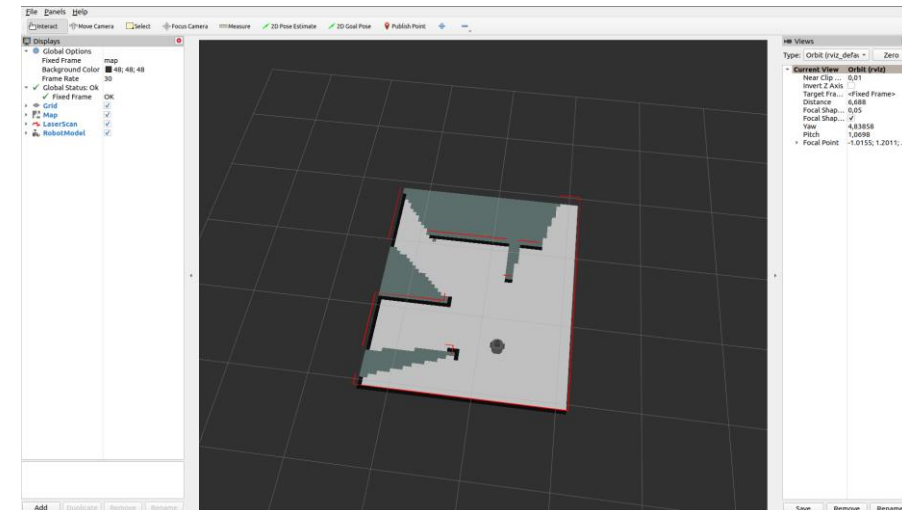 File Panels Help
Interact Move Camera Select Focus Camera Measure 2D Pose Estimate 2D Goal Pose Publish Point
Displays
Global Options
Fixed Frame map
Background Color 48; 48; 48
Frame Rate 30
Global Status: Ok
Fixed Frame OK
Grid
Map
LaserScan
RobotModel
Add Duplicate Remove Rename
Views
Type: Orbit (rviz_defau Zero
Current View Orbit (rviz)
Near Clip ... 0,01
Invert Z Axis
Target Fra... <Fixed Frame>
Distance 6,688
Focal Shap... 0,05
Focal Shap...
Yaw 4,83858
Pitch 1,0698
Focal Point -1.0155; 1.2011; .
Save Remove Rename